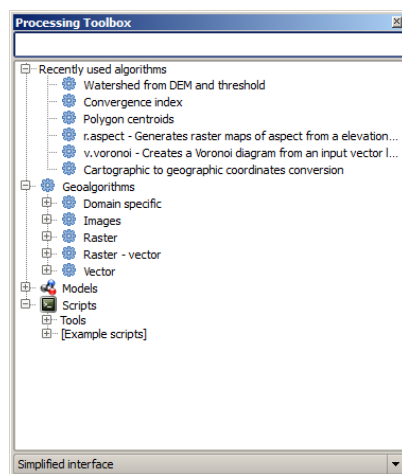 Processing Toolbox
Recently used algorithms
Watershed from DEM and threshold
Convergence index
Polygon centroids
r.aspect - Generates raster maps of aspect from a elevation...
v.voronoi - Creates a Voronoi diagram from an input vector l...
Cartographic to geographic coordinates conversion
Geoalgorithms
Domain specific
Images
Raster
Raster - vector
Vector
Models
Scripts
Tools
[Example scripts]
Simplified interface